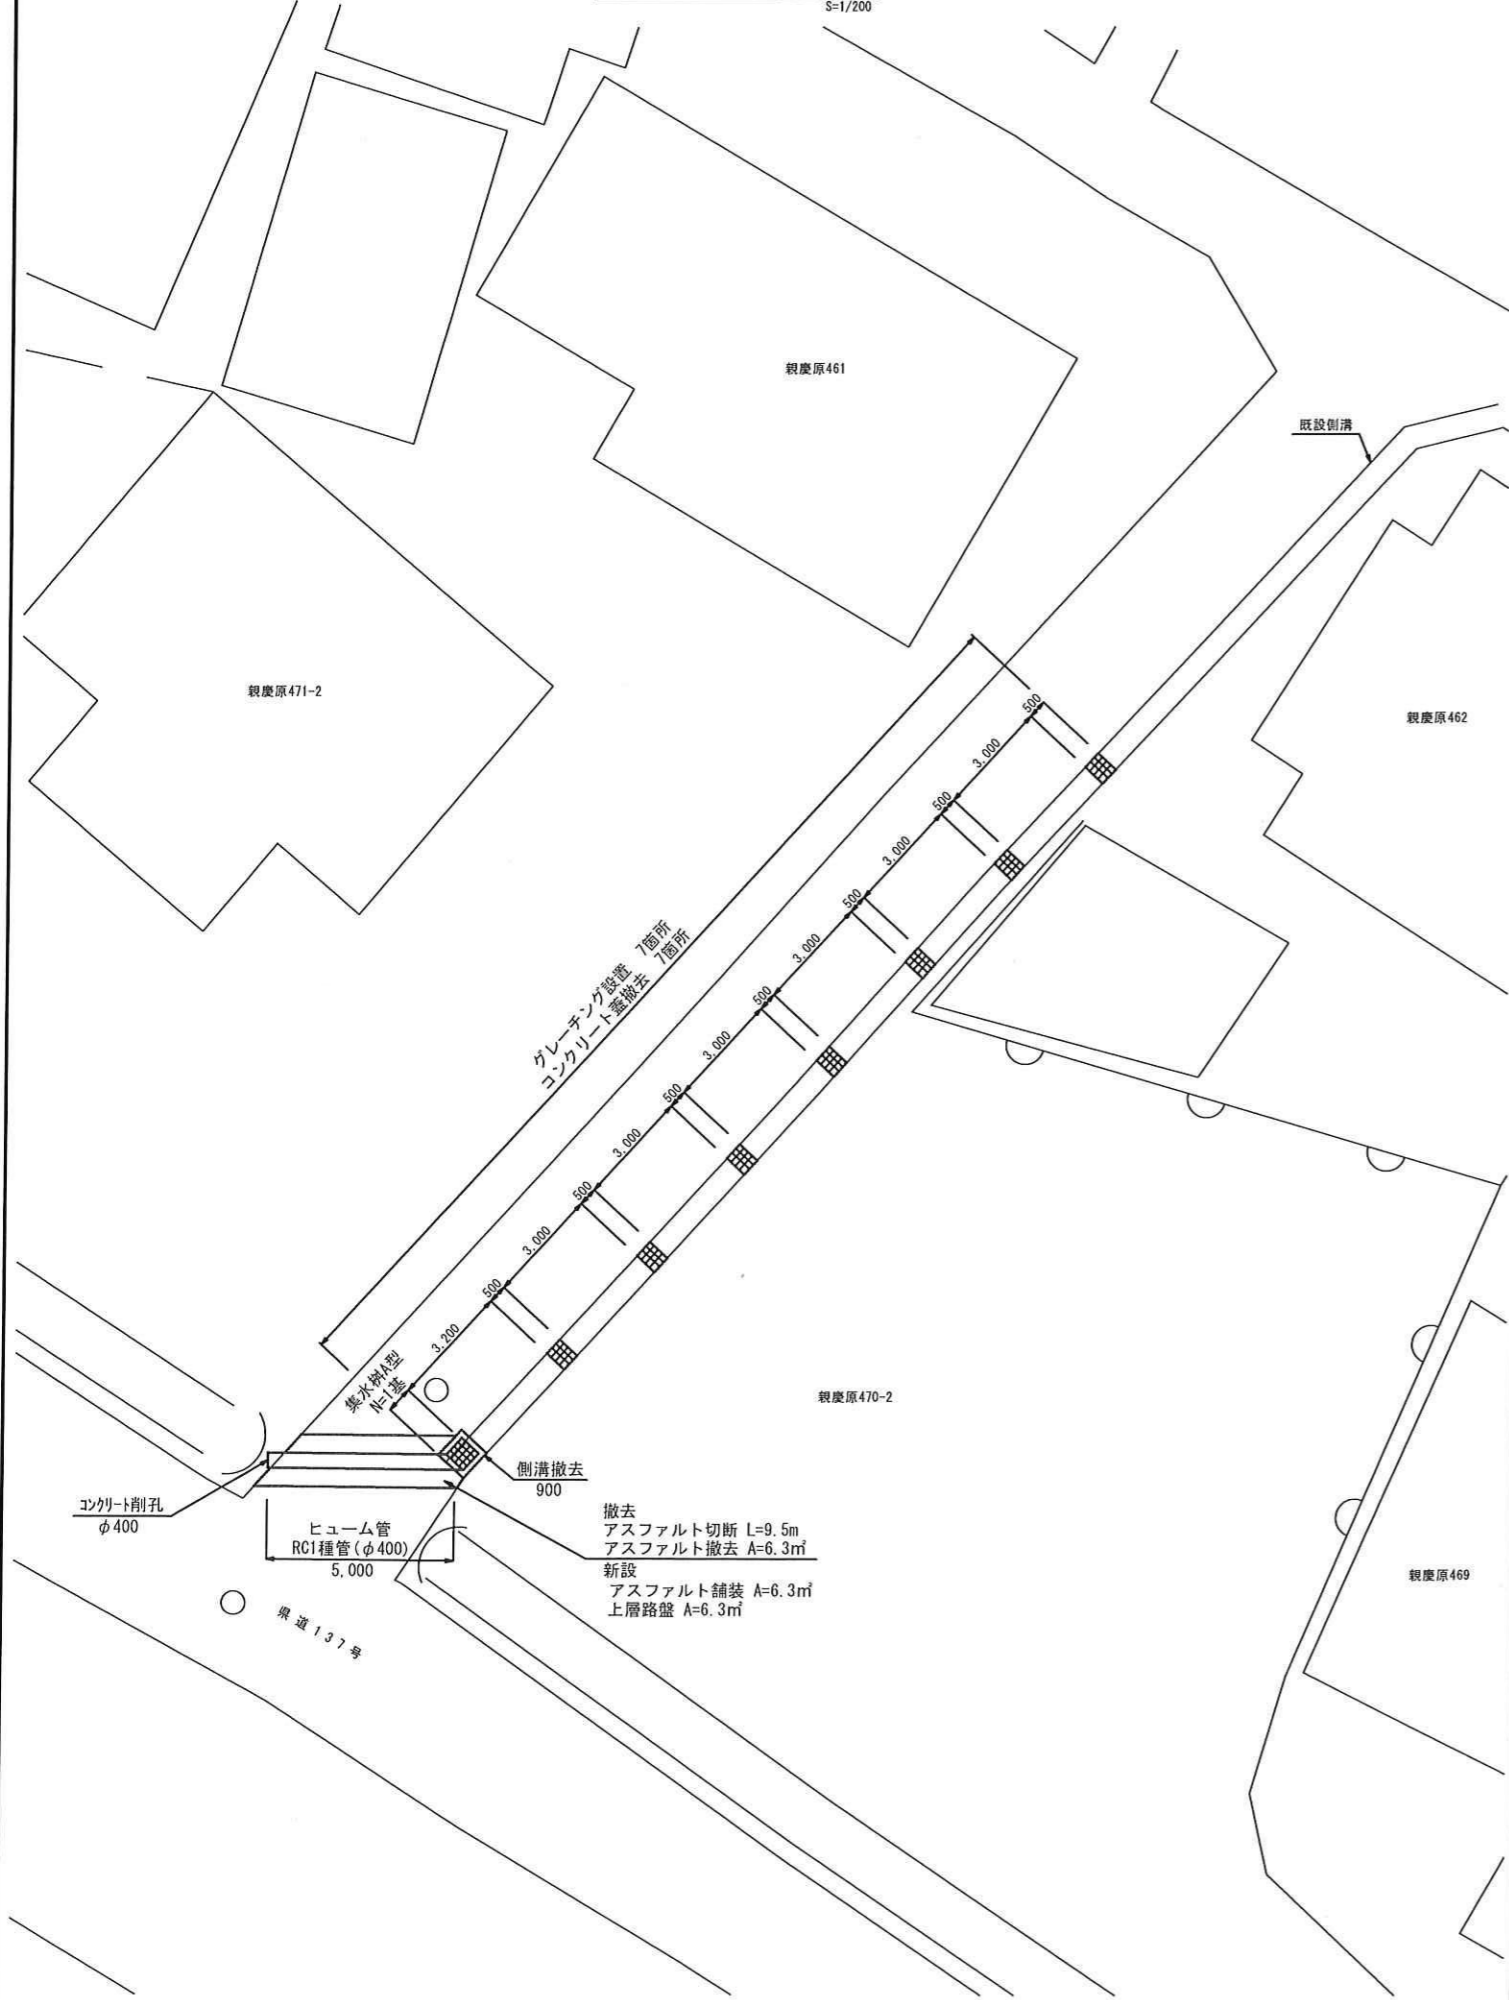 S=1/200
親慶原461
既設側溝
親慶原471-2
親慶原462
500
3,000
500
3,000
500
3,000
500
3,000
500
3,000
500
3,000
500
3,200
グレーチング設置 7箇所
コンクリート蓋撤去 7箇所
集水桝A型
N=1基
親慶原470-2
側溝撤去
900
コンクリート削孔
φ400
ヒューム管
RC1種管(φ400)
5,000
撤去
アスファルト切断 L=9.5m
アスファルト撤去 A=6.3㎡
新設
アスファルト舗装 A=6.3㎡
上層路盤 A=6.3㎡
親慶原469
県道137号